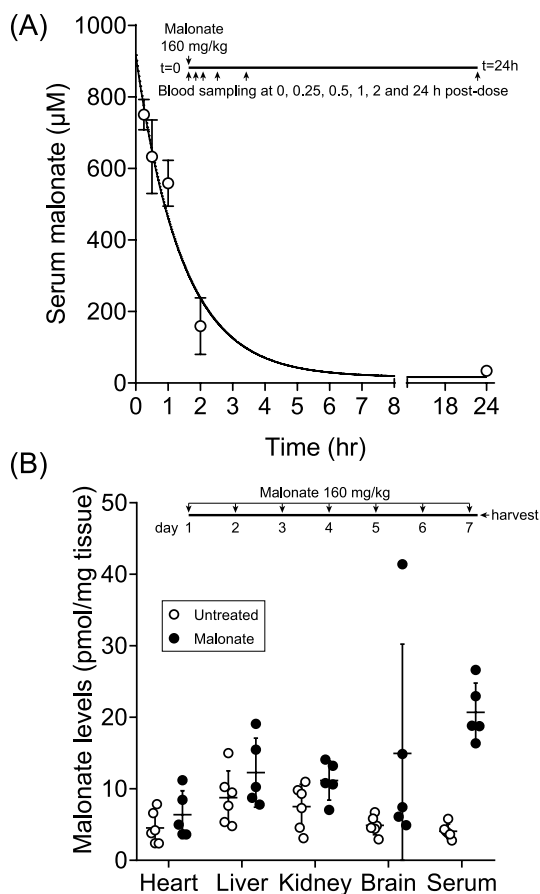 (A)
Malonate
160 mg/kg
t=0
t=24h
Blood sampling at 0, 0.25, 0.5, 1, 2 and 24 h post-dose
Serum malonate (µM)
1000
800
600
400
200
0
0 1 2 3 4 5 6 7 8 18 24
Time (hr)
(B)
Malonate 160 mg/kg
harvest
day 1 2 3 4 5 6 7
Untreated
Malonate
Malonate levels (pmol/mg tissue)
50
40
30
20
10
0
Heart Liver Kidney Brain Serum